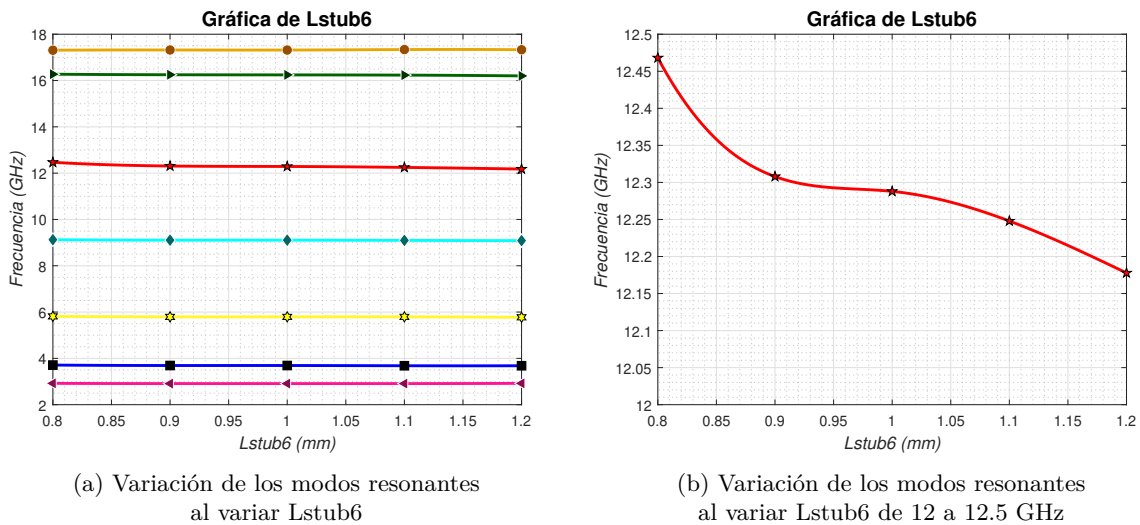 Gráfica de Lstub6
Frecuencia (GHz)
18
16
14
12
10
8
6
4
2
0.8 0.85 0.9 0.95 1 1.05 1.1 1.15 1.2
Lstub6 (mm)
(a) Variación de los modos resonantes
al variar Lstub6
Gráfica de Lstub6
Frecuencia (GHz)
12.5
12.45
12.4
12.35
12.3
12.25
12.2
12.15
12.1
12.05
12
0.8 0.85 0.9 0.95 1 1.05 1.1 1.15 1.2
Lstub6 (mm)
(b) Variación de los modos resonantes
al variar Lstub6 de 12 a 12.5 GHz